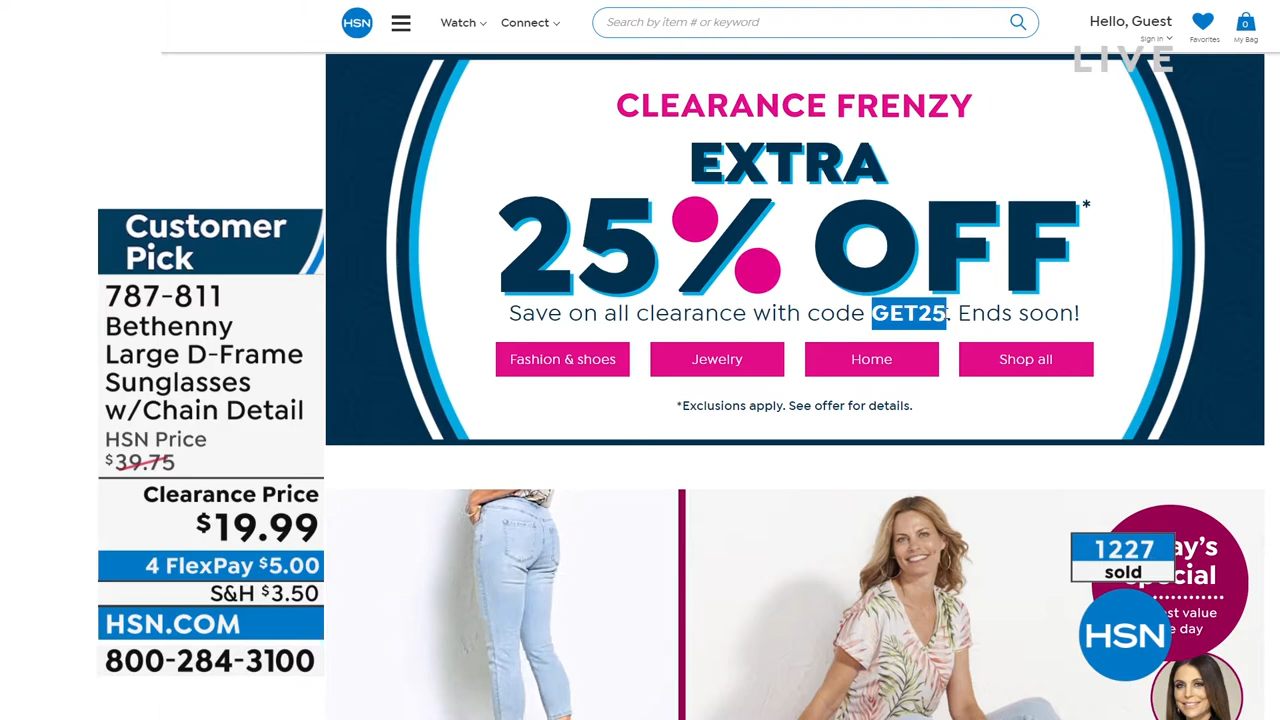 HSN
Watch
Connect
Search by item # or keyword
Hello, Guest
Sign In
Favorites
0
My Bag
LIVE
CLEARANCE FRENZY
EXTRA
25% OFF*
Save on all clearance with code GET25. Ends soon!
Fashion & shoes
Jewelry
Home
Shop all
*Exclusions apply. See offer for details.
Customer
Pick
787-811
Bethenny
Large D-Frame
Sunglasses
w/Chain Detail
HSN Price
$39.75
Clearance Price
$19.99
4 FlexPay $5.00
S&H $3.50
HSN.COM
800-284-3100
1227
sold
HSN